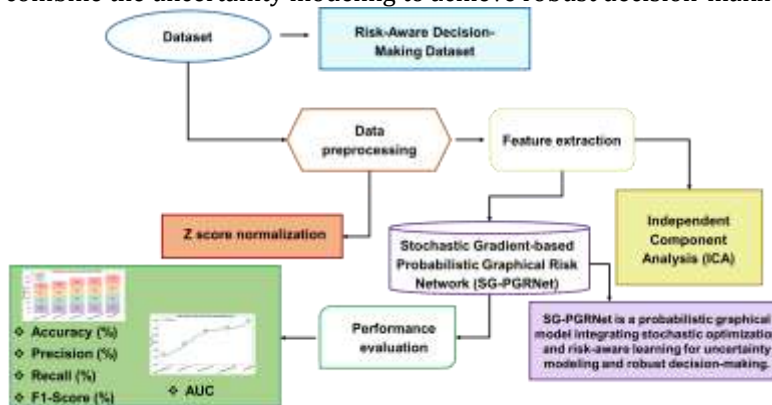 combine the uncertainty modeling to achieve robust decision-makin
Dataset
Risk-Aware Decision-
Making Dataset
Data
preprocessing
Feature extraction
Z score normalization
Independent
Component
Analysis (ICA)
Stochastic Gradient-based
Probabilistic Graphical Risk
Network (SG-PGRNet)
SG-PGRNet is a probabilistic graphical
model integrating stochastic optimization
and risk-aware learning for uncertainty
modeling and robust decision-making.
Performance
evaluation
❖ Accuracy (%)
❖ Precision (%)
❖ Recall (%)
❖ F1-Score (%)
❖ AUC